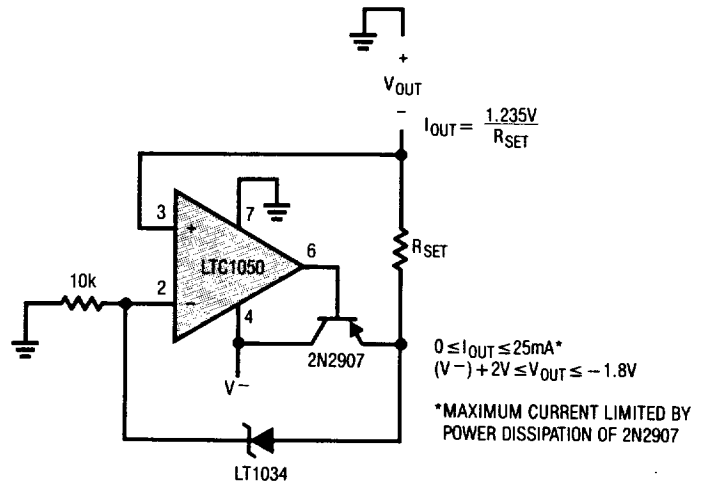 +
VOUT
−
IOUT = 1.235V / RSET
3
+
7
LTC1050
6
RSET
10k
2
−
4
2N2907
V−
0 ≤ IOUT ≤ 25mA*
(V−) + 2V ≤ VOUT ≤ −1.8V
*MAXIMUM CURRENT LIMITED BY
POWER DISSIPATION OF 2N2907
LT1034